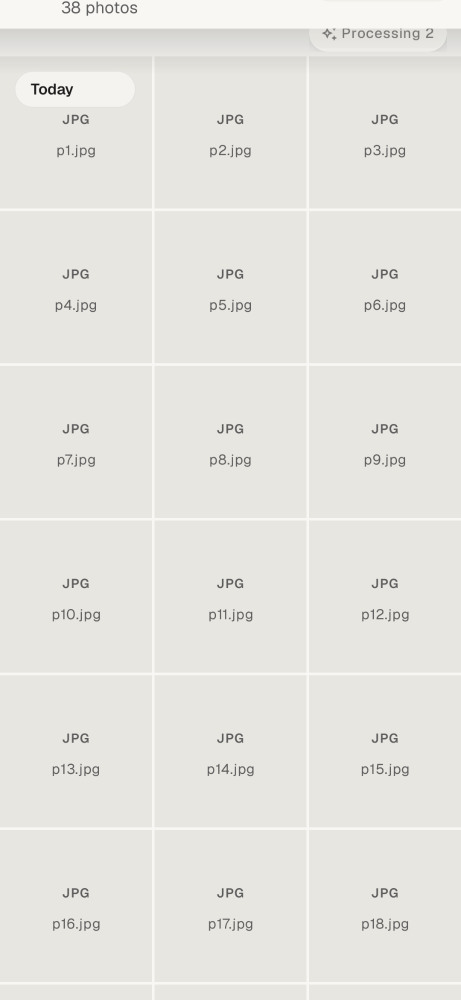 38 photos
Processing 2
Today
JPG JPG JPG
p1.jpg p2.jpg p3.jpg
JPG JPG JPG
p4.jpg p5.jpg p6.jpg
JPG JPG JPG
p7.jpg p8.jpg p9.jpg
JPG JPG JPG
p10.jpg p11.jpg p12.jpg
JPG JPG JPG
p13.jpg p14.jpg p15.jpg
JPG JPG JPG
p16.jpg p17.jpg p18.jpg